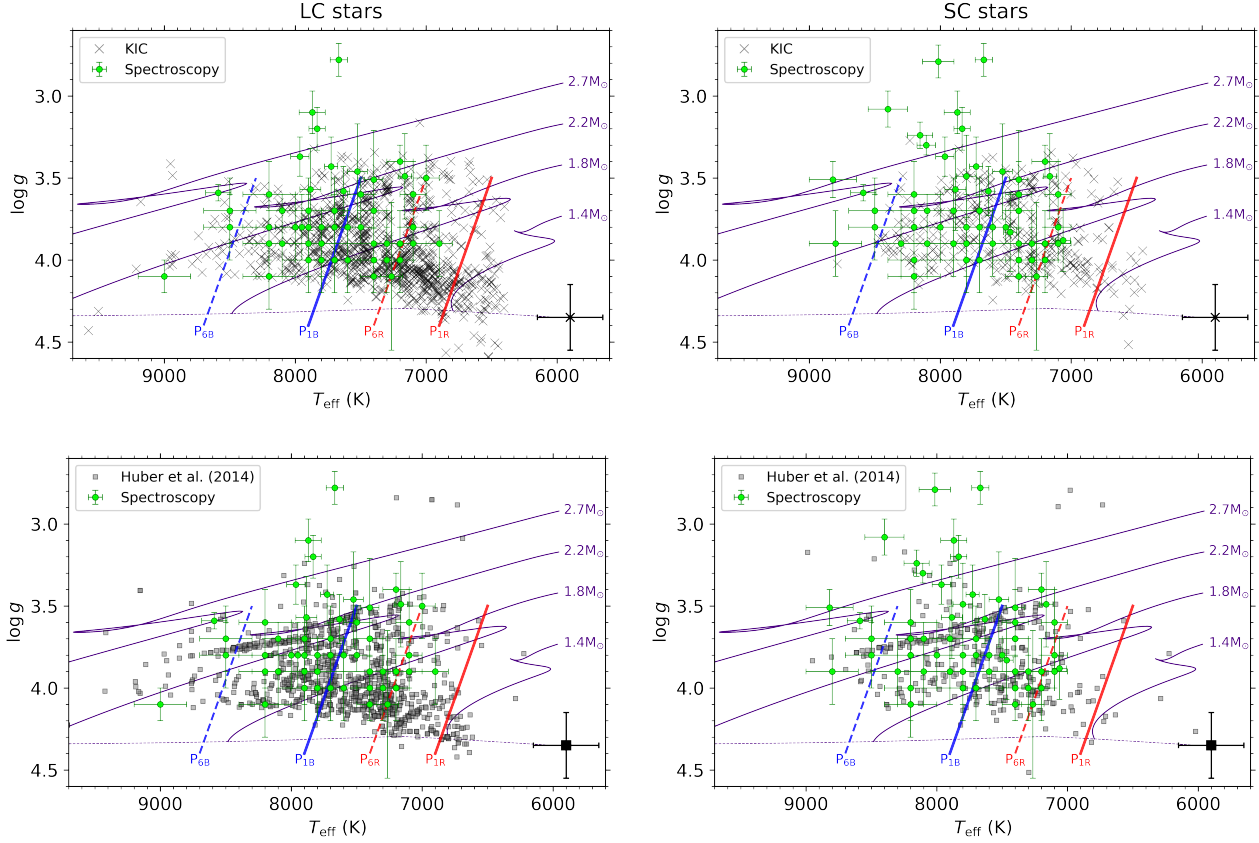 LC stars
SC stars
KIC
Spectroscopy
2.7M☉
2.2M☉
1.8M☉
1.4M☉
P6B
P1B
P6R
P1R
3.0
3.5
4.0
4.5
log g
9000
8000
7000
6000
Teff (K)
KIC
Spectroscopy
2.7M☉
2.2M☉
1.8M☉
1.4M☉
P6B
P1B
P6R
P1R
3.0
3.5
4.0
4.5
log g
9000
8000
7000
6000
Teff (K)
Huber et al. (2014)
Spectroscopy
2.7M☉
2.2M☉
1.8M☉
1.4M☉
P6B
P1B
P6R
P1R
3.0
3.5
4.0
4.5
log g
9000
8000
7000
6000
Teff (K)
Huber et al. (2014)
Spectroscopy
2.7M☉
2.2M☉
1.8M☉
1.4M☉
P6B
P1B
P6R
P1R
3.0
3.5
4.0
4.5
log g
9000
8000
7000
6000
Teff (K)